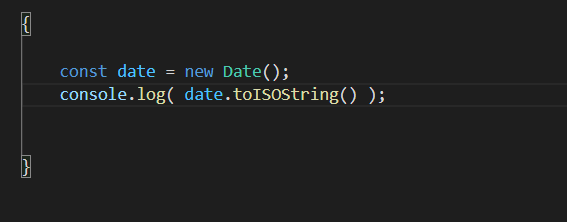 {
const date = new Date();
console.log( date.toISOString() );
}